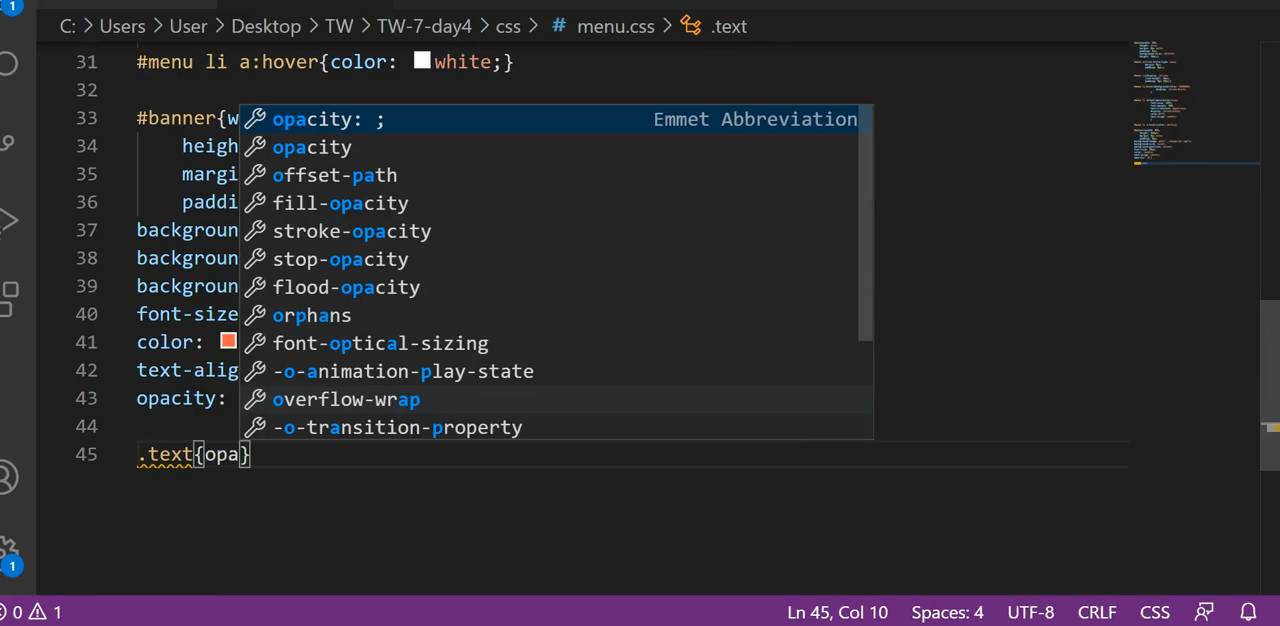 1
C: > Users > User > Desktop > TW > TW-7-day4 > css > # menu.css > .text
31 #menu li a:hover{color: white;}
32
33 #banner{w
opacity: ; Emmet Abbreviation
34 heigh
opacity
35 margi
offset-path
36 paddi
fill-opacity
37 backgroun
stroke-opacity
38 backgroun
stop-opacity
39 backgroun
flood-opacity
40 font-size
orphans
41 color:
font-optical-sizing
42 text-alig
-o-animation-play-state
43 opacity:
overflow-wrap
44
-o-transition-property
45 .text{opa}
1
0 1 Ln 45, Col 10 Spaces: 4 UTF-8 CRLF CSS